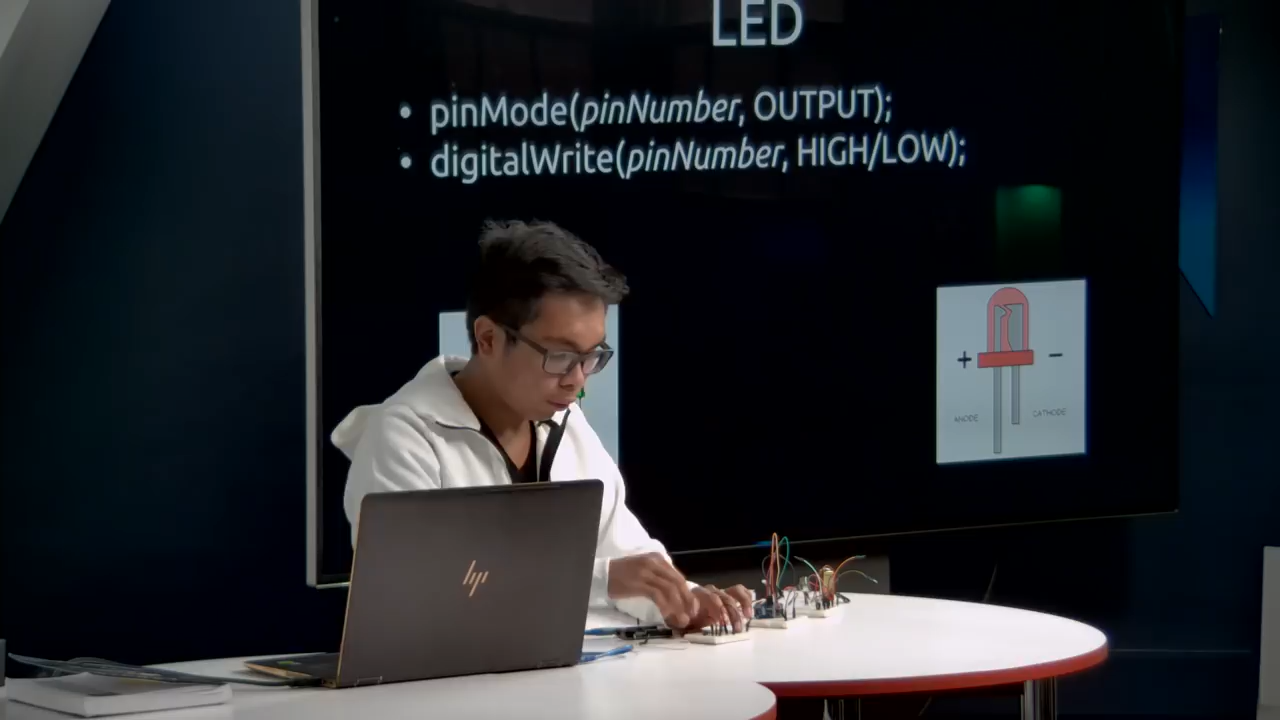 LED
• pinMode(pinNumber, OUTPUT);
• digitalWrite(pinNumber, HIGH/LOW);
+ −
ANODE CATHODE
hp